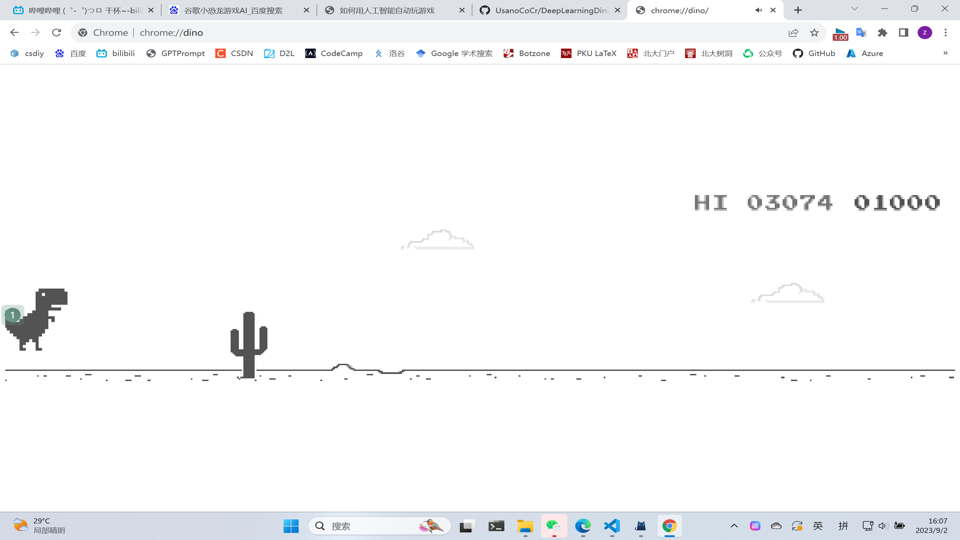 哔哩哔哩 (゜-゜)つロ 干杯~-bili
谷歌小恐龙游戏AI_百度搜索
如何用人工智能自动玩游戏
UsanoCoCr/DeepLearningDin
chrome://dino/
Chrome | chrome://dino
1.00
z
csdiy
百度
bilibili
GPTPrompt
CSDN
D2L
CodeCamp
洛谷
Google 学术搜索
Botzone
PKU LaTeX
北大门户
北大树洞
公众号
GitHub
Azure
»
HI 03074 01000
1
29°C
局部晴朗
搜索
英
拼
16:07
2023/9/2